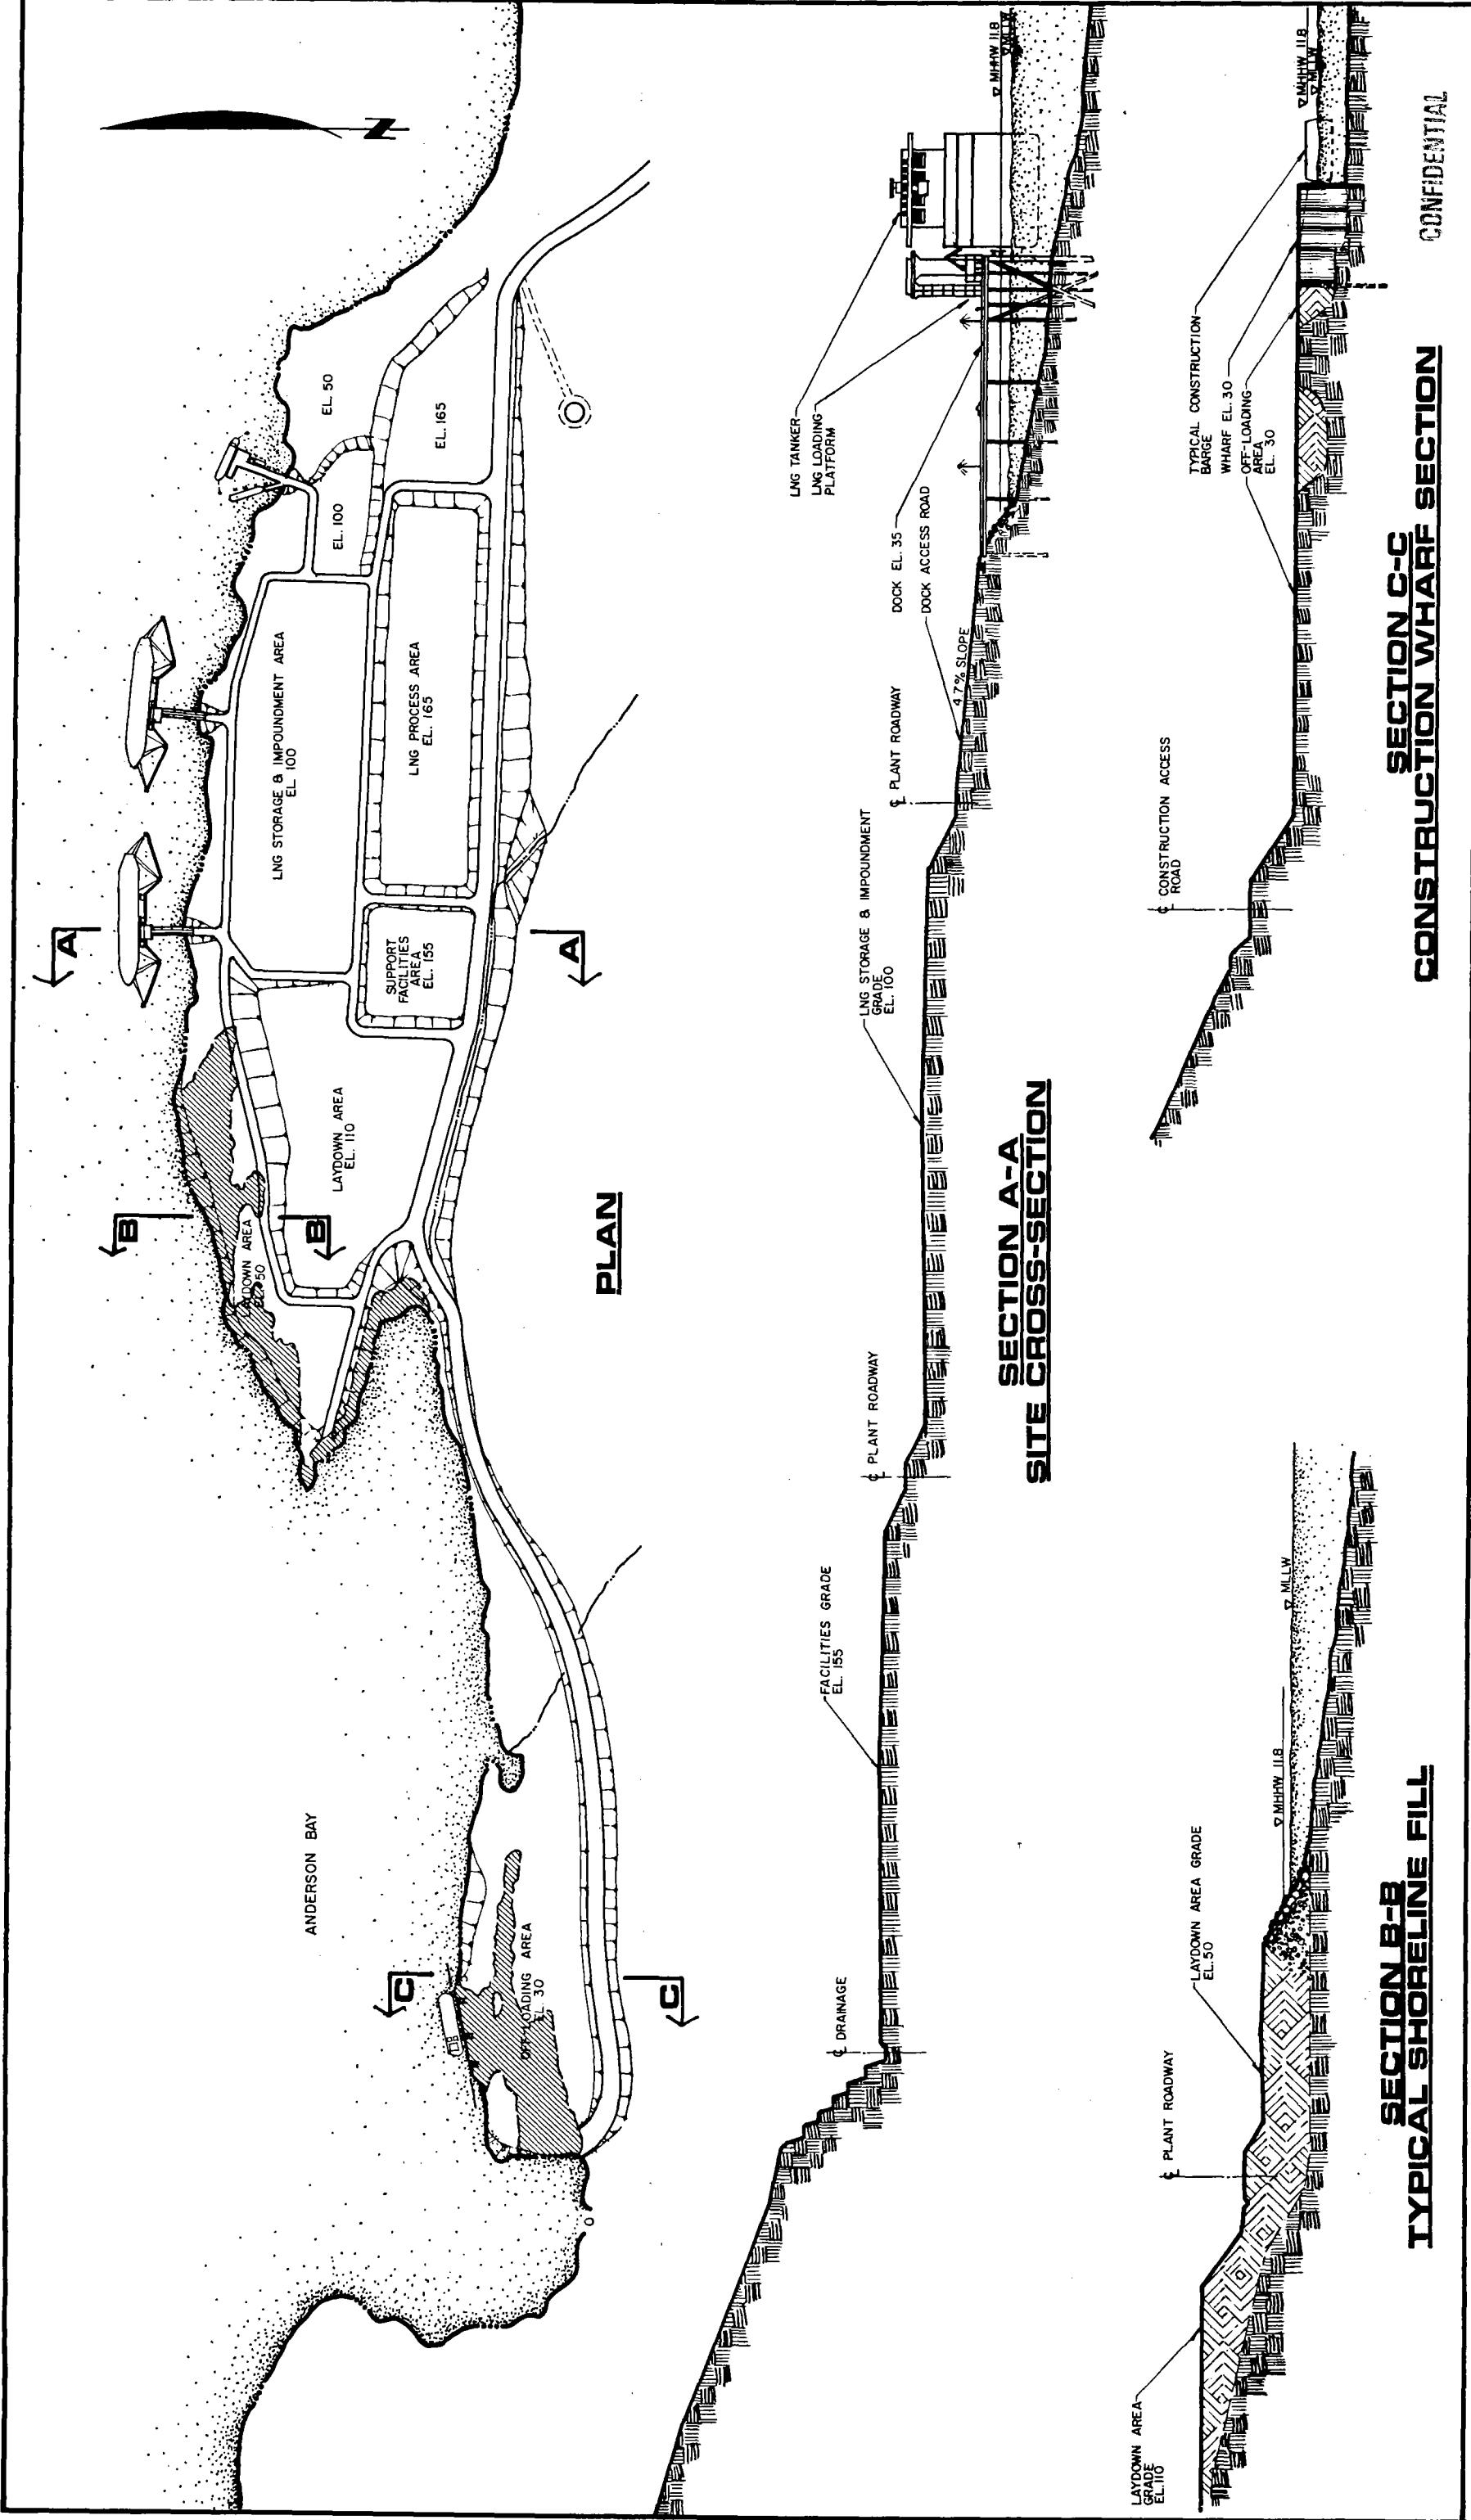 N
ANDERSON BAY
OFF-LOADING AREA
EL. 30
LAYDOWN AREA
EL. 50
LAYDOWN AREA
EL. 110
SUPPORT
FACILITIES
AREA
EL. 155
LNG STORAGE & IMPOUNDMENT AREA
EL. 100
LNG PROCESS AREA
EL. 165
EL. 100
EL. 50
EL. 165
A
A
B
B
C
C
PLAN
℄ DRAINAGE
FACILITIES GRADE
EL. 155
℄ PLANT ROADWAY
LNG STORAGE & IMPOUNDMENT
GRADE
EL. 100
℄ PLANT ROADWAY
4.7% SLOPE
DOCK EL. 35
DOCK ACCESS ROAD
LNG TANKER
LNG LOADING
PLATFORM
MHHW 11.8
MLLW
SECTION A-A
SITE CROSS-SECTION
LAYDOWN AREA
GRADE
EL. 110
℄ PLANT ROADWAY
LAYDOWN AREA GRADE
EL. 50
MHHW 11.8
MLLW
SECTION B-B
TYPICAL SHORELINE FILL
℄ CONSTRUCTION ACCESS
ROAD
TYPICAL CONSTRUCTION
BARGE
WHARF EL. 30
OFF-LOADING
AREA
EL. 30
MHHW 11.8
MLLW
SECTION C-C
CONSTRUCTION WHARF SECTION
CONFIDENTIAL